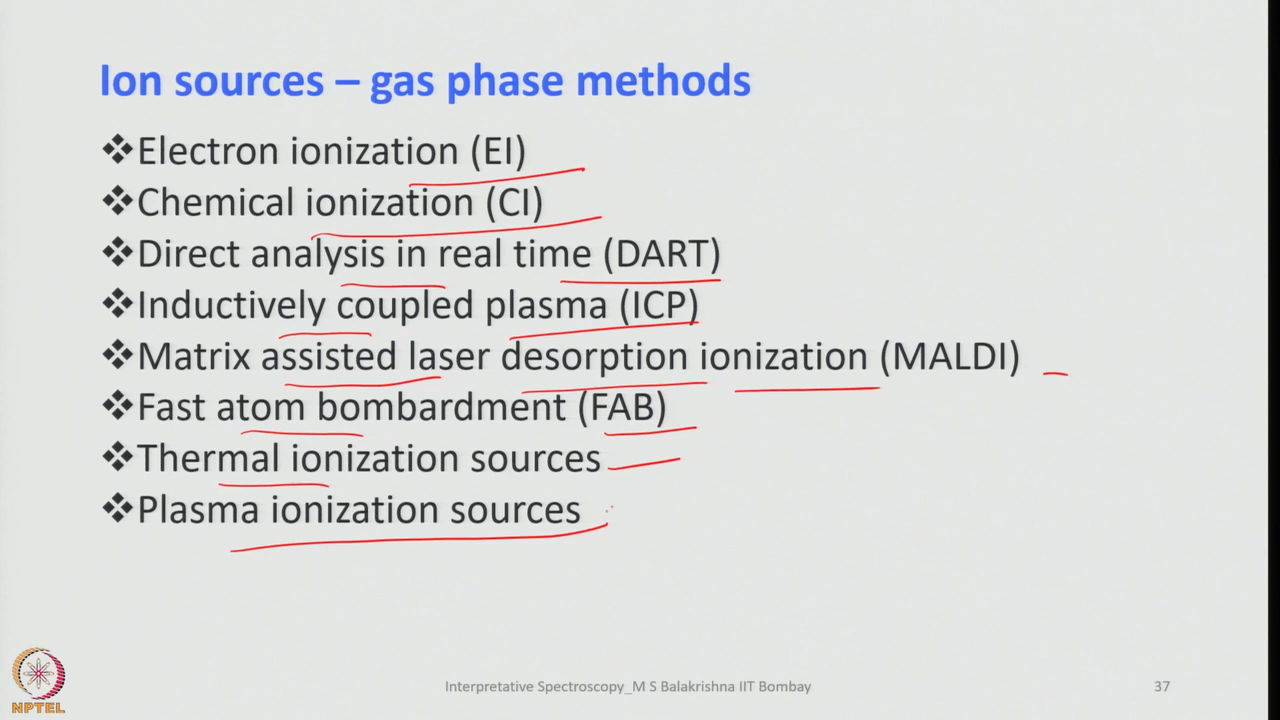 Ion sources – gas phase methods
❖Electron ionization (EI)
❖Chemical ionization (CI)
❖Direct analysis in real time (DART)
❖Inductively coupled plasma (ICP)
❖Matrix assisted laser desorption ionization (MALDI)
❖Fast atom bombardment (FAB)
❖Thermal ionization sources
❖Plasma ionization sources
NPTEL
Interpretative Spectroscopy_M S Balakrishna IIT Bombay
37